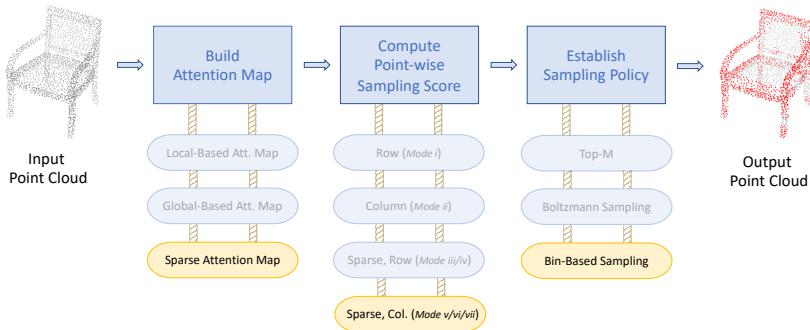 Build
Attention Map
Compute
Point-wise
Sampling Score
Establish
Sampling Policy
Input
Point Cloud
Local-Based Att. Map
Global-Based Att. Map
Sparse Attention Map
Row (Mode i)
Column (Mode ii)
Sparse, Row (Mode iii/iv)
Sparse, Col. (Mode v/vi/vii)
Top-M
Boltzmann Sampling
Bin-Based Sampling
Output
Point Cloud